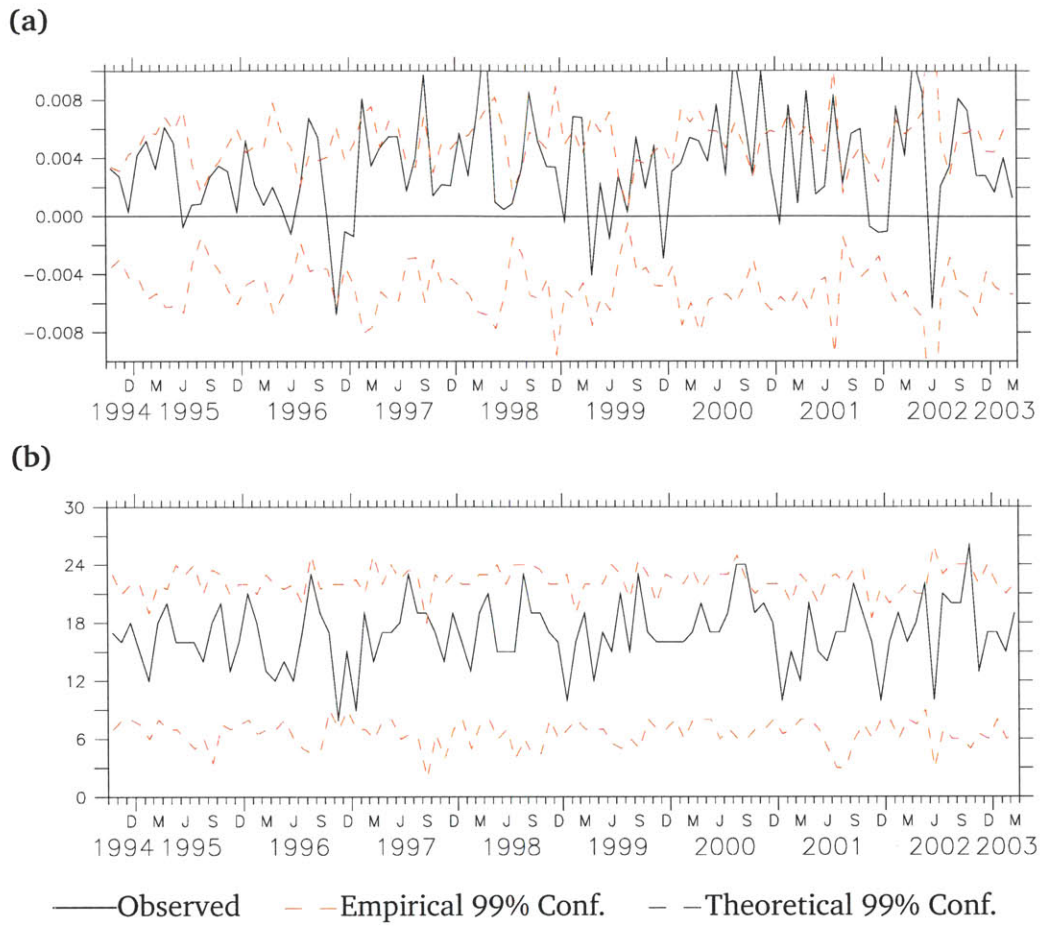 (a)
0.008
0.004
0.000
−0.004
−0.008
D M J S D M J S D M J S D M J S D M J S D M J S D M J S D M J S D M
1994 1995 1996 1997 1998 1999 2000 2001 2002 2003
(b)
30
24
18
12
6
0
D M J S D M J S D M J S D M J S D M J S D M J S D M J S D M J S D M
1994 1995 1996 1997 1998 1999 2000 2001 2002 2003
Observed Empirical 99% Conf. Theoretical 99% Conf.